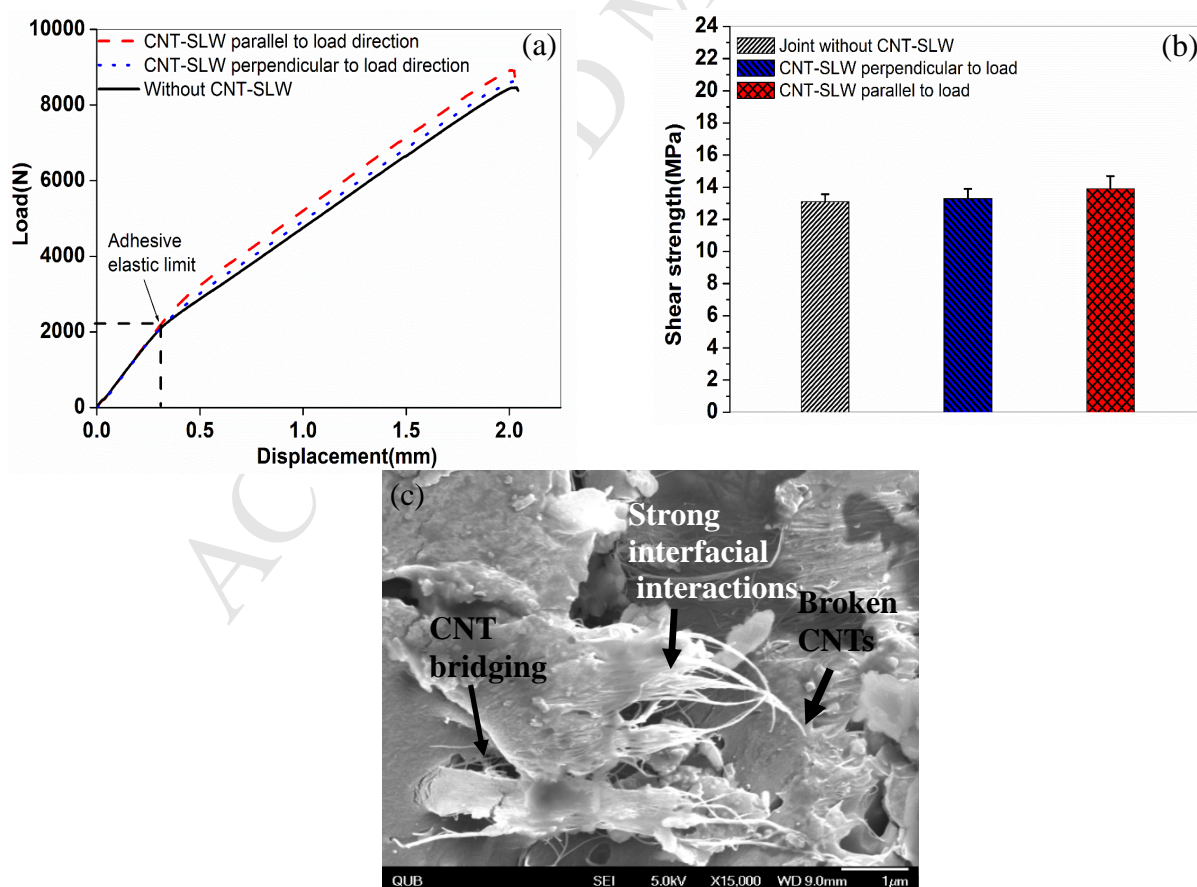 10000
8000
6000
4000
2000
0
Load(N)
CNT-SLW parallel to load direction
CNT-SLW perpendicular to load direction
Without CNT-SLW
(a)
Adhesive
elastic limit
0.0 0.5 1.0 1.5 2.0
Displacement(mm)
24
22
20
18
16
14
12
10
8
6
4
2
0
Shear strength(MPa)
Joint without CNT-SLW
CNT-SLW perpendicular to load
CNT-SLW parallel to load
(b)
(c)
Strong
interfacial
interactions
Broken
CNTs
CNT
bridging
QUB SEI 5.0kV X15,000 WD 9.0mm 1μm
AC
D M